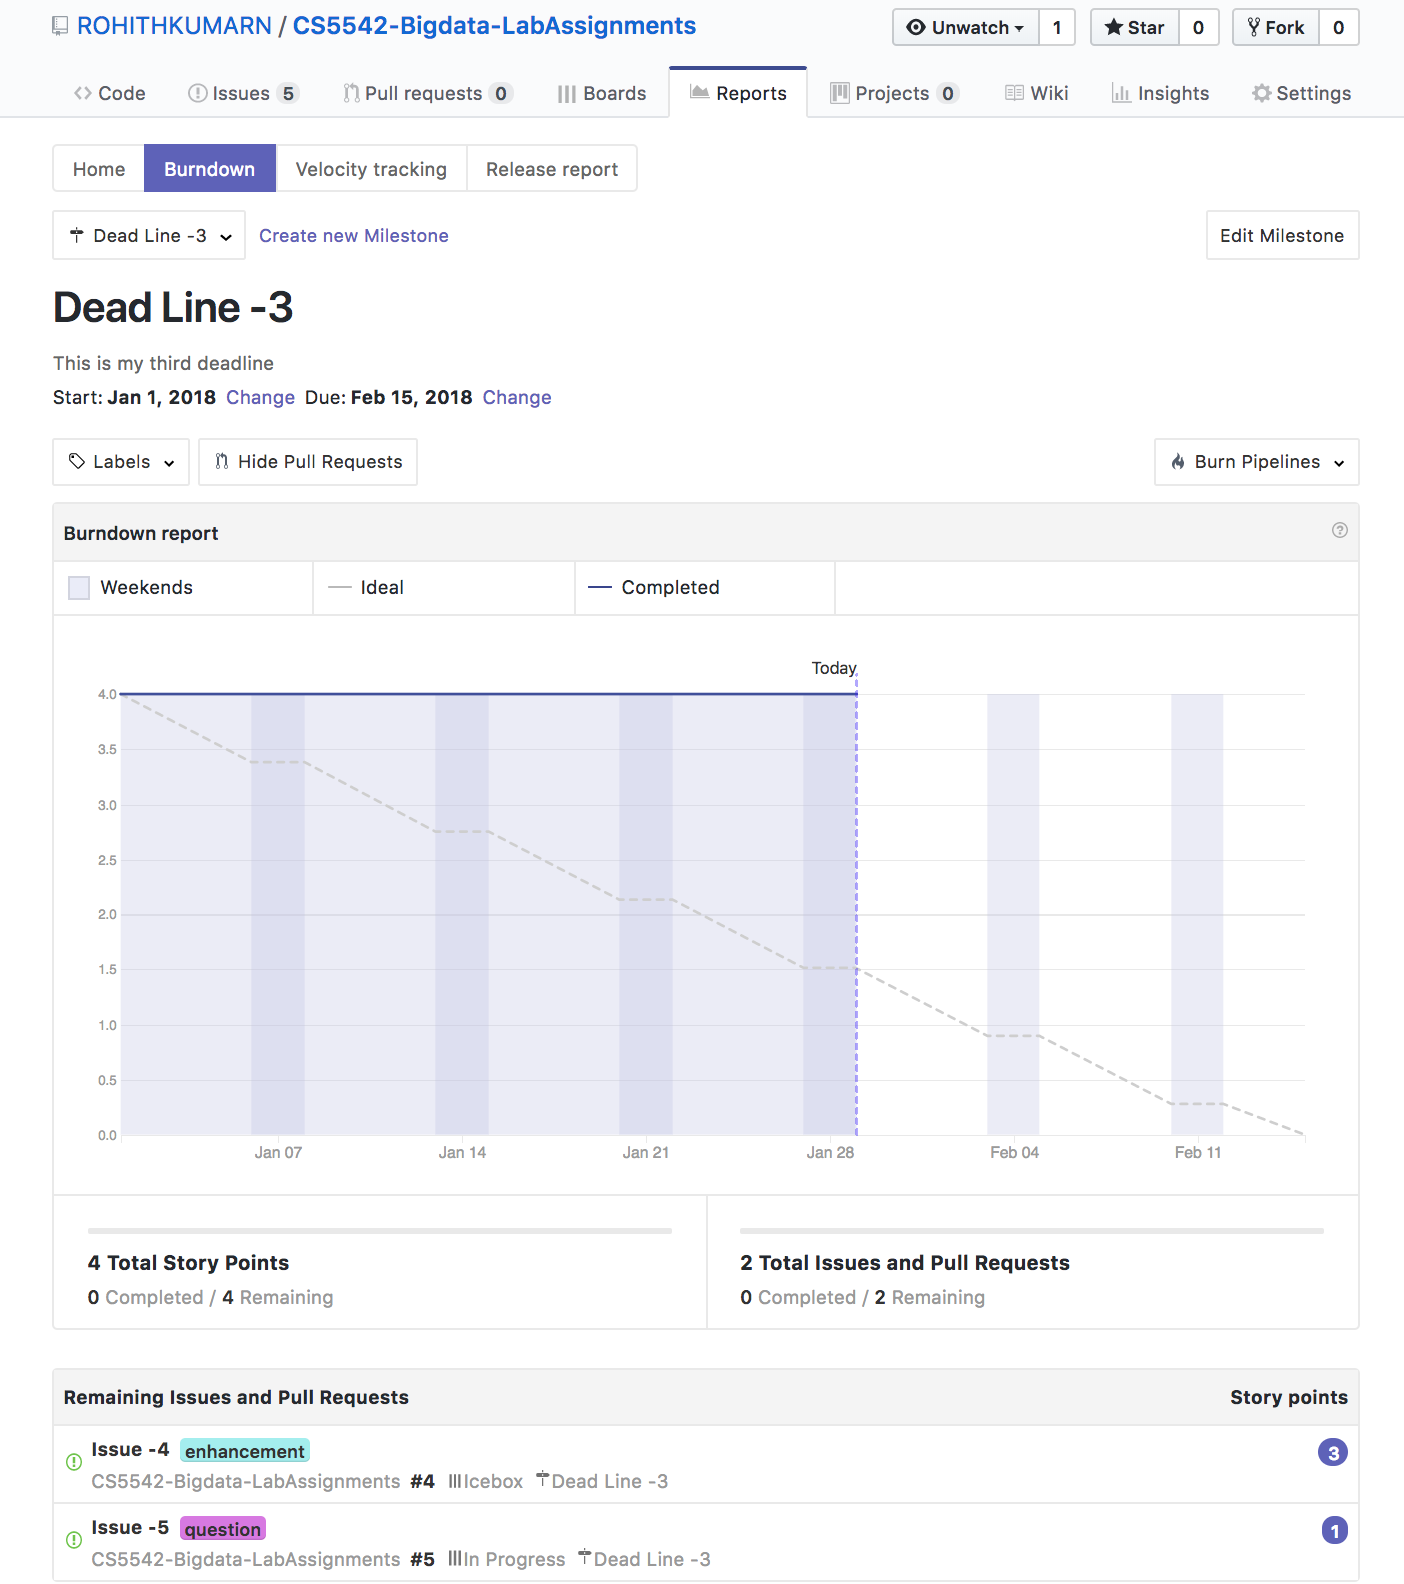 ROHITHKUMARN / CS5542-Bigdata-LabAssignments
Unwatch 1 Star 0 Fork 0
Code Issues 5 Pull requests 0 Boards Reports Projects 0 Wiki Insights Settings
Home Burndown Velocity tracking Release report
Dead Line -3 Create new Milestone Edit Milestone
Dead Line -3
This is my third deadline
Start: Jan 1, 2018 Change Due: Feb 15, 2018 Change
Labels Hide Pull Requests Burn Pipelines
Burndown report
Weekends Ideal Completed
Today
4.0
3.5
3.0
2.5
2.0
1.5
1.0
0.5
0.0
Jan 07 Jan 14 Jan 21 Jan 28 Feb 04 Feb 11
4 Total Story Points
0 Completed / 4 Remaining
2 Total Issues and Pull Requests
0 Completed / 2 Remaining
Remaining Issues and Pull Requests Story points
Issue -4 enhancement 3
CS5542-Bigdata-LabAssignments #4 Icebox Dead Line -3
Issue -5 question 1
CS5542-Bigdata-LabAssignments #5 In Progress Dead Line -3